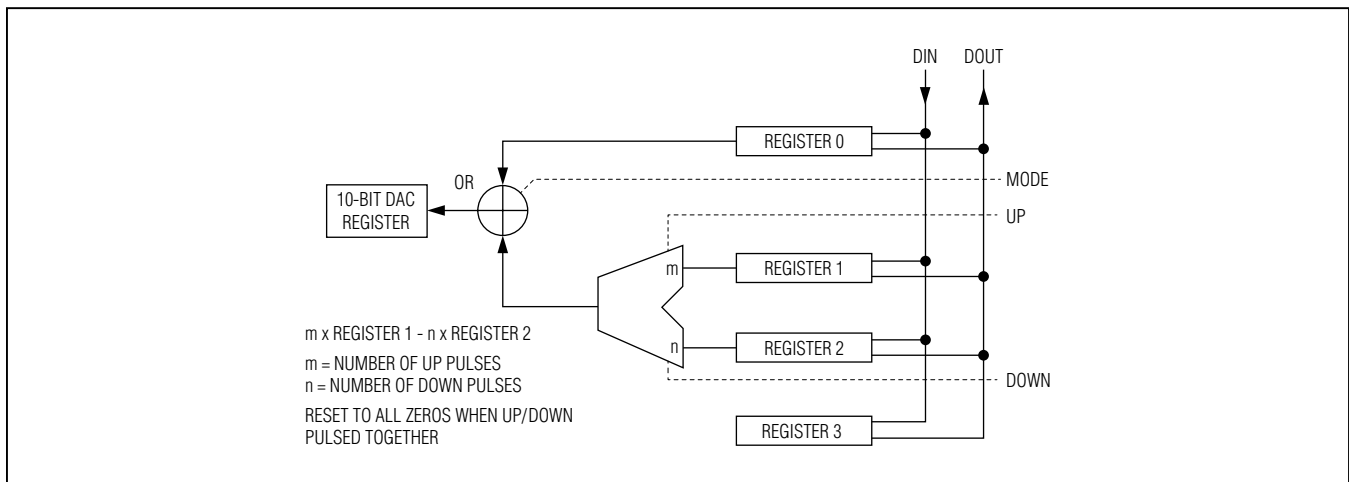 DIN DOUT
REGISTER 0
OR
MODE
10-BIT DAC
REGISTER
UP
m
REGISTER 1
m x REGISTER 1 - n x REGISTER 2
n
REGISTER 2
m = NUMBER OF UP PULSES
n = NUMBER OF DOWN PULSES
DOWN
RESET TO ALL ZEROS WHEN UP/DOWN
PULSED TOGETHER
REGISTER 3